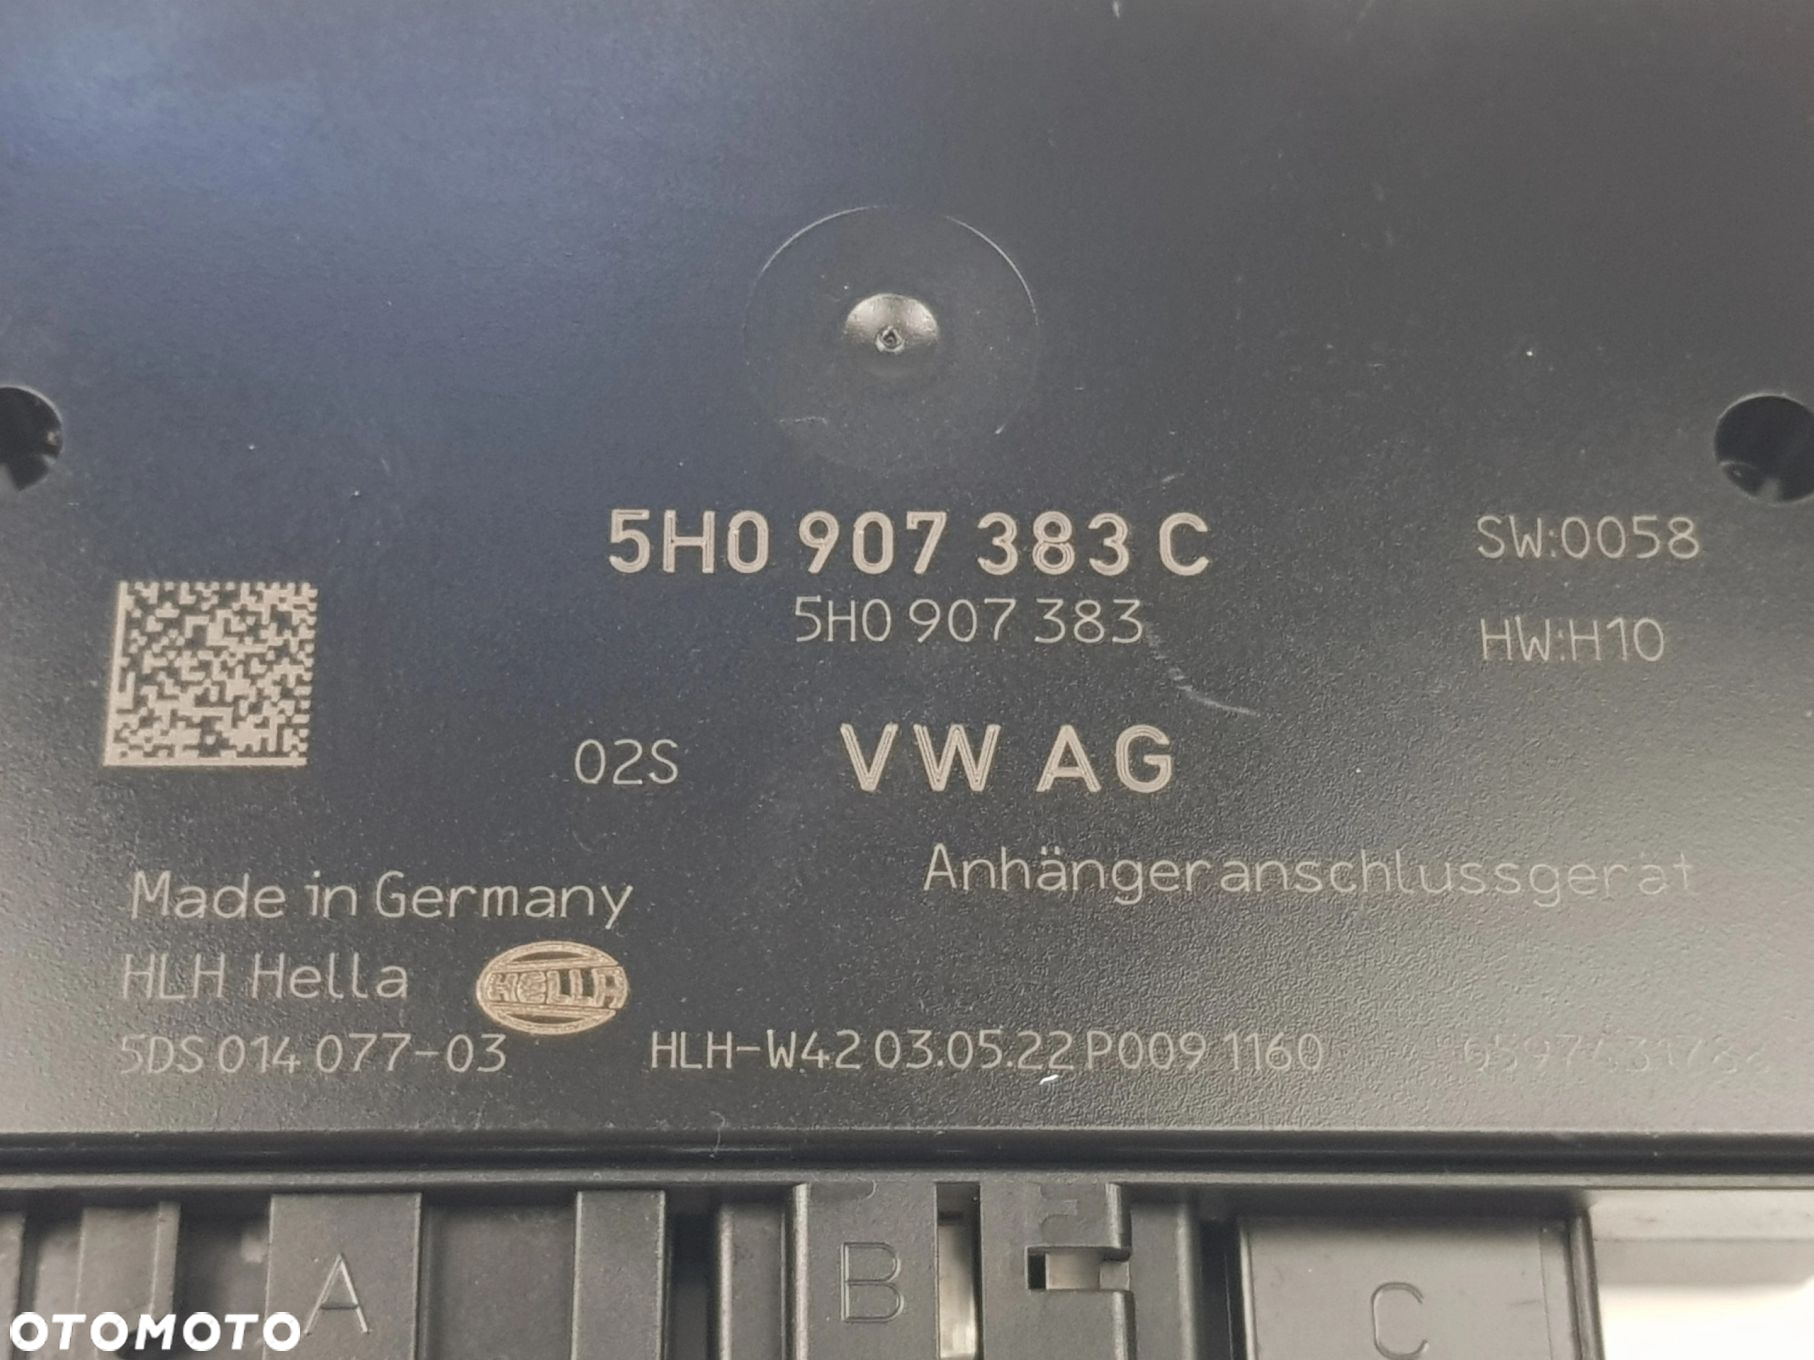 5H0 907 383 C
SW:0058
5H0 907 383
HW:H10
02S
VW AG
Anhängeranschlussgerät
Made in Germany
HLH Hella
HELLA
5DS 014 077-03
HLH-W42 03.05.22 P009 1160
A
B
C
OTOMOTO